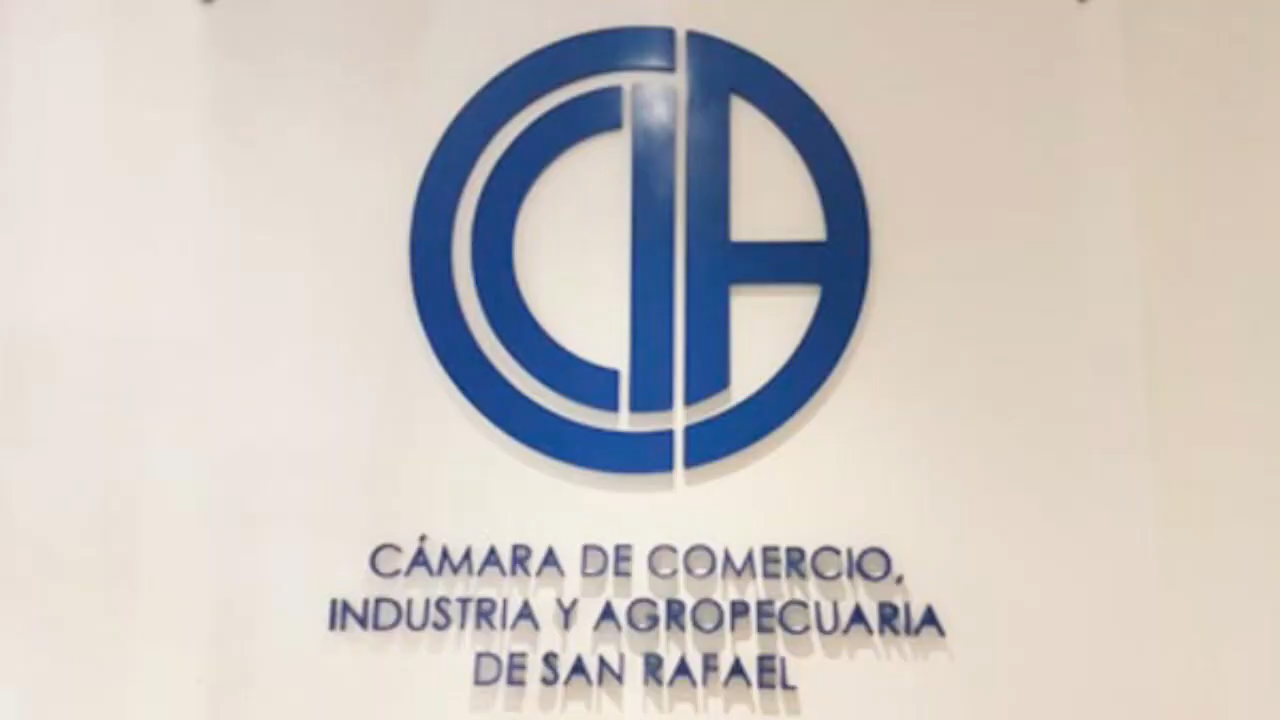 CCIA
CÁMARA DE COMERCIO,
INDUSTRIA Y AGROPECUARIA
DE SAN RAFAEL